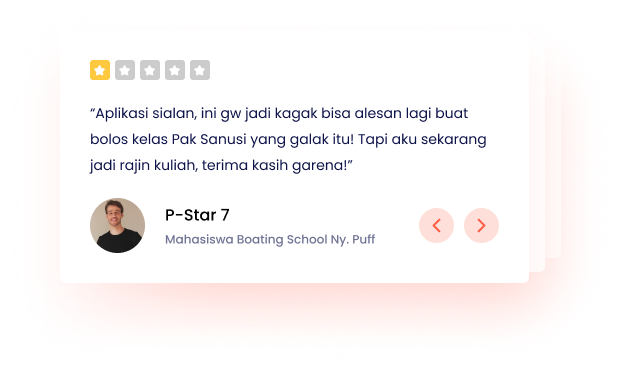 “Aplikasi sialan, ini gw jadi kagak bisa alesan lagi buat
bolos kelas Pak Sanusi yang galak itu! Tapi aku sekarang
jadi rajin kuliah, terima kasih garena!”
P-Star 7
Mahasiswa Boating School Ny. Puff